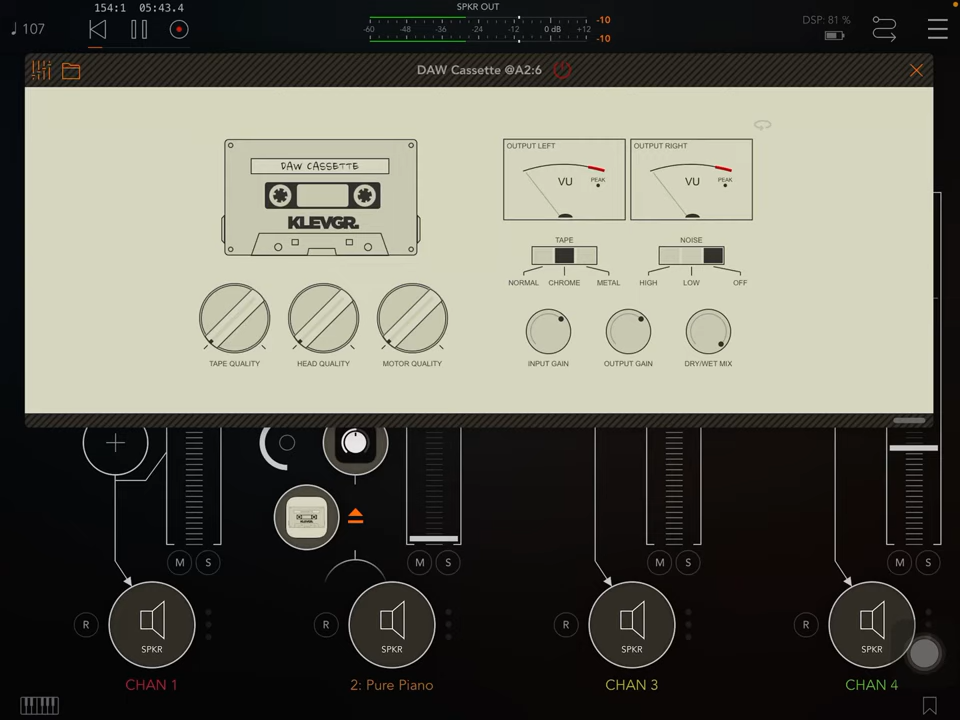 154:1 05:43.4
SPKR OUT
♩ 107
-60 -48 -36 -24 -12 0 dB +12
-10
-10
DSP: 81 %
DAW Cassette @A2:6
DAW CASSETTE
KLEVGR.
OUTPUT LEFT
VU
PEAK
OUTPUT RIGHT
VU
PEAK
TAPE
NORMAL CHROME METAL
NOISE
HIGH LOW OFF
TAPE QUALITY HEAD QUALITY MOTOR QUALITY
INPUT GAIN OUTPUT GAIN DRY/WET MIX
KLEVGR.
M S M S M S M S
R R R R
SPKR SPKR SPKR SPKR
CHAN 1 2: Pure Piano CHAN 3 CHAN 4